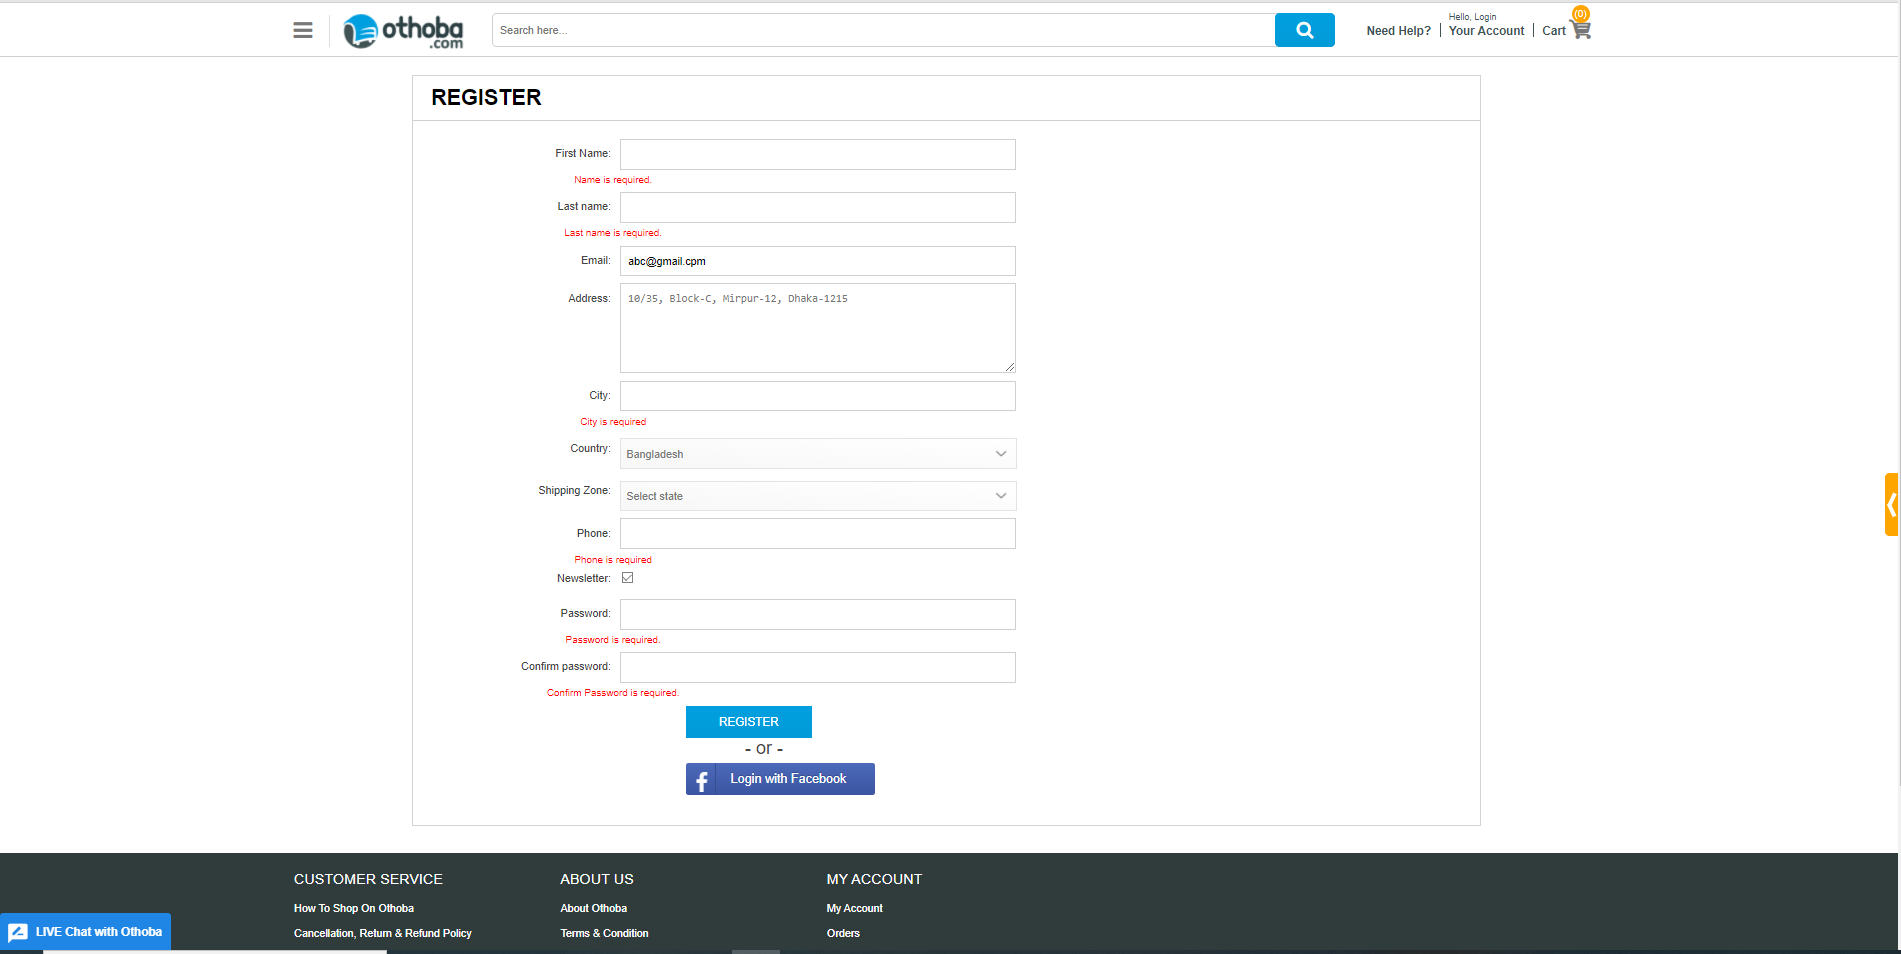 othoba
.com
Search here...
Need Help?
Hello, Login
Your Account
Cart
(0)
REGISTER
First Name:
Name is required.
Last name:
Last name is required.
Email:
abc@gmail.cpm
Address:
10/35, Block-C, Mirpur-12, Dhaka-1215
City:
City is required
Country:
Bangladesh
Shipping Zone:
Select state
Phone:
Phone is required
Newsletter:
Password:
Password is required.
Confirm password:
Confirm Password is required.
REGISTER
- or -
f
Login with Facebook
CUSTOMER SERVICE
How To Shop On Othoba
Cancellation, Return & Refund Policy
ABOUT US
About Othoba
Terms & Condition
MY ACCOUNT
My Account
Orders
LIVE Chat with Othoba